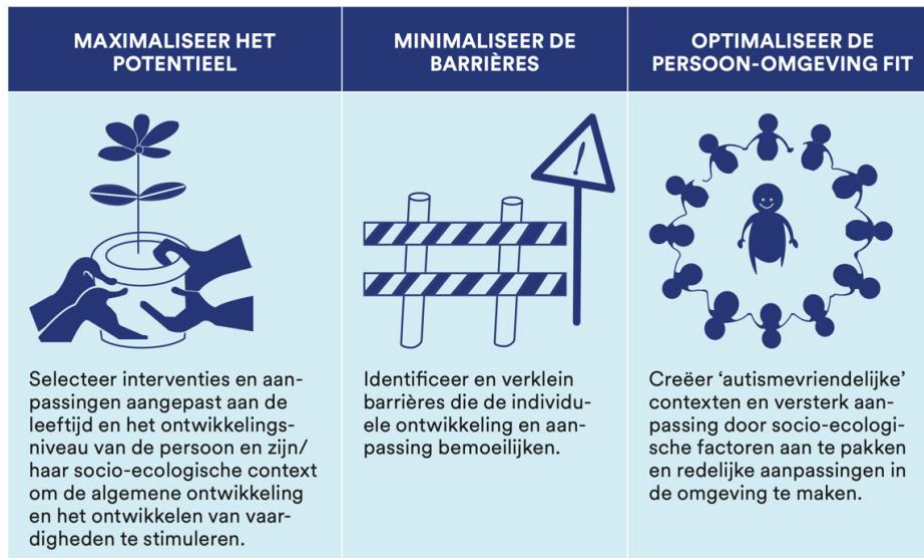 MAXIMALISEER HET
POTENTIEEL
Selecteer interventies en aan-
passingen aangepast aan de
leeftijd en het ontwikkelings-
niveau van de persoon en zijn/
haar socio-ecologische context
om de algemene ontwikkeling
en het ontwikkelen van vaar-
digheden te stimuleren.
MINIMALISEER DE
BARRIÈRES
!
Identificeer en verklein
barrières die de individu-
ele ontwikkeling en aan-
passing bemoeilijken.
OPTIMALISEER DE
PERSOON-OMGEVING FIT
Creëer ‘autismevriendelijke’
contexten en versterk aan-
passing door socio-ecologi-
sche factoren aan te pakken
en redelijke aanpassingen in
de omgeving te maken.